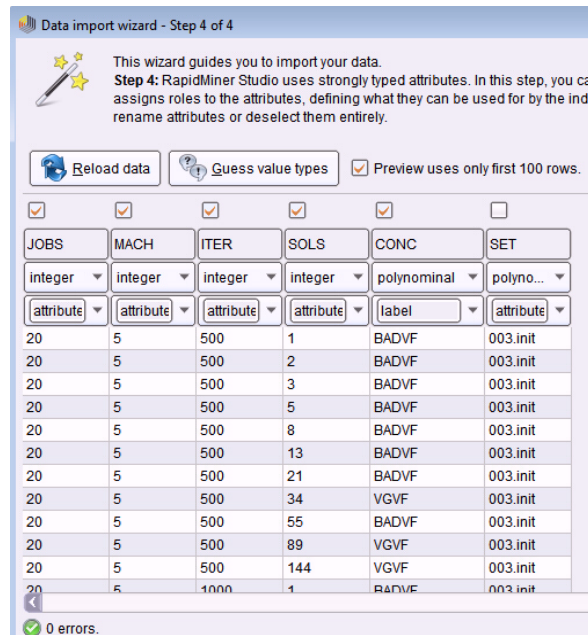 Data import wizard - Step 4 of 4
This wizard guides you to import your data.
Step 4: RapidMiner Studio uses strongly typed attributes. In this step, you ca
assigns roles to the attributes, defining what they can be used for by the ind
rename attributes or deselect them entirely.
Reload data Guess value types Preview uses only first 100 rows.
JOBS MACH ITER SOLS CONC SET
integer integer integer integer polynominal polyno...
attribute attribute attribute attribute label attribute
20 5 500 1 BADVF 003.init
20 5 500 2 BADVF 003.init
20 5 500 3 BADVF 003.init
20 5 500 5 BADVF 003.init
20 5 500 8 BADVF 003.init
20 5 500 13 BADVF 003.init
20 5 500 21 BADVF 003.init
20 5 500 34 VGVF 003.init
20 5 500 55 BADVF 003.init
20 5 500 89 VGVF 003.init
20 5 500 144 VGVF 003.init
20 5 1000 1 BADVF 003.init
0 errors.